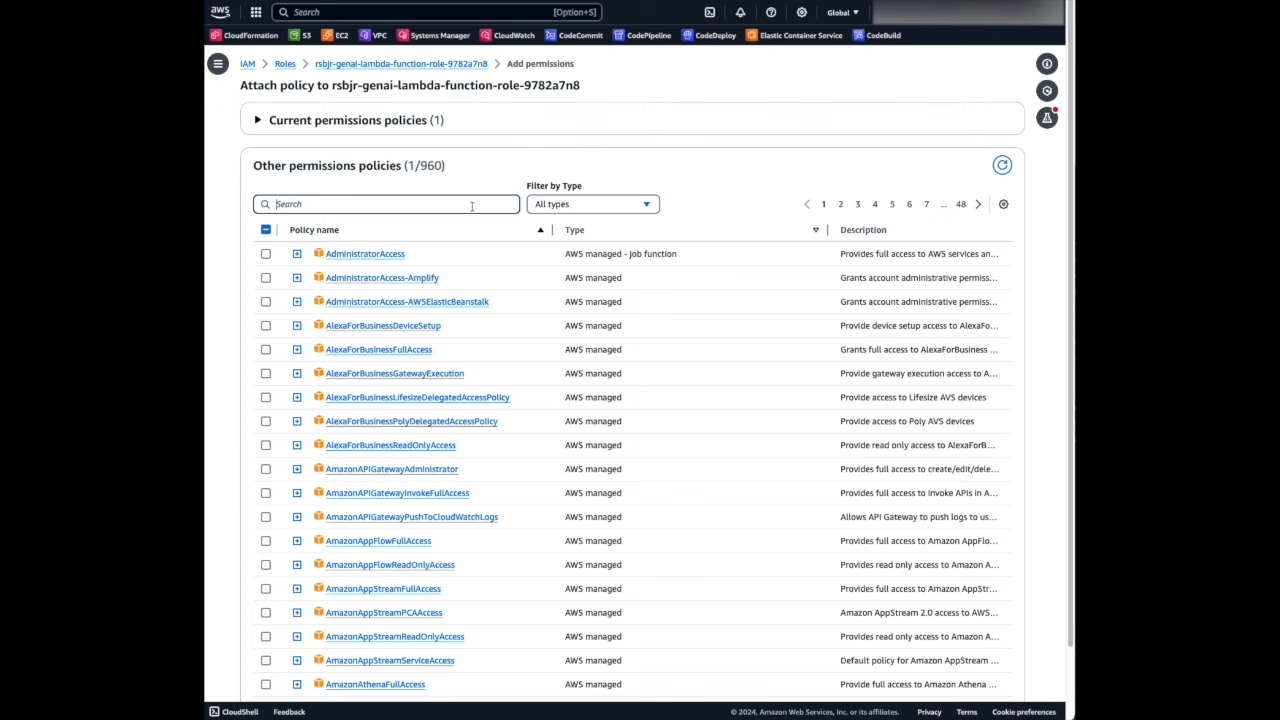 aws Search [Option+S] Global
CloudFormation S3 EC2 VPC Systems Manager CloudWatch CodeCommit CodePipeline CodeDeploy Elastic Container Service CodeBuild
IAM > Roles > rsbjr-genai-lambda-function-role-9782a7n8 > Add permissions
Attach policy to rsbjr-genai-lambda-function-role-9782a7n8
Current permissions policies (1)
Other permissions policies (1/960)
Filter by Type
Search All types < 1 2 3 4 5 6 7 ... 48 >
Policy name Type Description
AdministratorAccess AWS managed - job function Provides full access to AWS services an...
AdministratorAccess-Amplify AWS managed Grants account administrative permiss...
AdministratorAccess-AWSElasticBeanstalk AWS managed Grants account administrative permiss...
AlexaForBusinessDeviceSetup AWS managed Provide device setup access to AlexaFo...
AlexaForBusinessFullAccess AWS managed Grants full access to AlexaForBusiness ...
AlexaForBusinessGatewayExecution AWS managed Provide gateway execution access to A...
AlexaForBusinessLifesizeDelegatedAccessPolicy AWS managed Provide access to Lifesize AVS devices
AlexaForBusinessPolyDelegatedAccessPolicy AWS managed Provide access to Poly AVS devices
AlexaForBusinessReadOnlyAccess AWS managed Provide read only access to AlexaForB...
AmazonAPIGatewayAdministrator AWS managed Provides full access to create/edit/dele...
AmazonAPIGatewayInvokeFullAccess AWS managed Provides full access to invoke APIs in A...
AmazonAPIGatewayPushToCloudWatchLogs AWS managed Allows API Gateway to push logs to us...
AmazonAppFlowFullAccess AWS managed Provides full access to Amazon AppFlo...
AmazonAppFlowReadOnlyAccess AWS managed Provides read only access to Amazon A...
AmazonAppStreamFullAccess AWS managed Provides full access to Amazon AppStr...
AmazonAppStreamPCAAccess AWS managed Amazon AppStream 2.0 access to AWS...
AmazonAppStreamReadOnlyAccess AWS managed Provides read only access to Amazon A...
AmazonAppStreamServiceAccess AWS managed Default policy for Amazon AppStream ...
AmazonAthenaFullAccess AWS managed Provide full access to Amazon Athena ...
CloudShell Feedback © 2024, Amazon Web Services, Inc. or its affiliates. Privacy Terms Cookie preferences